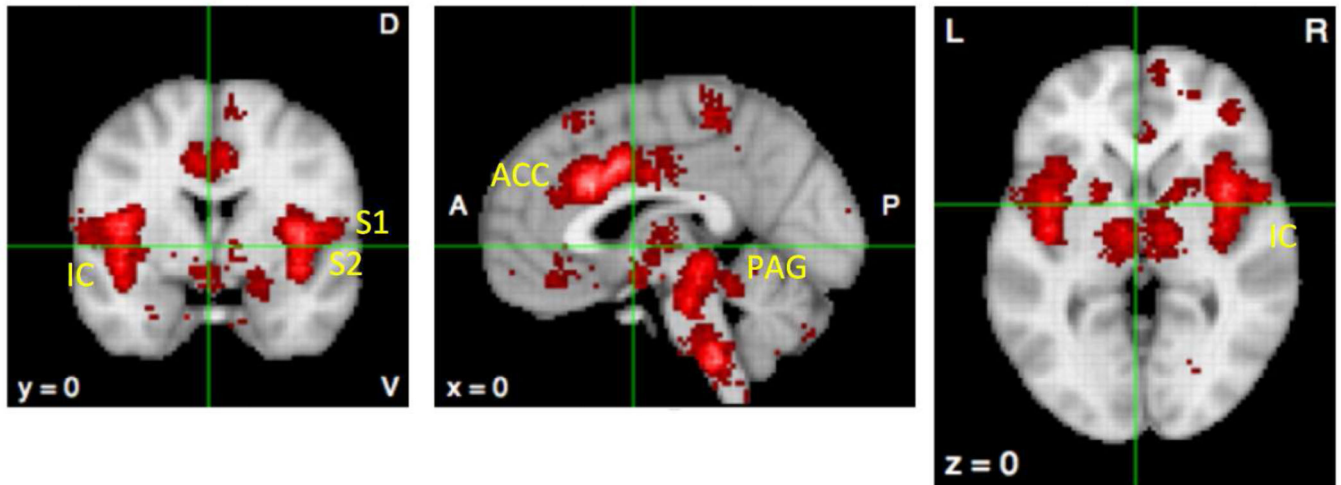 D
S1
S2
IC
y = 0
V
ACC
A
P
PAG
x = 0
L
R
IC
z = 0